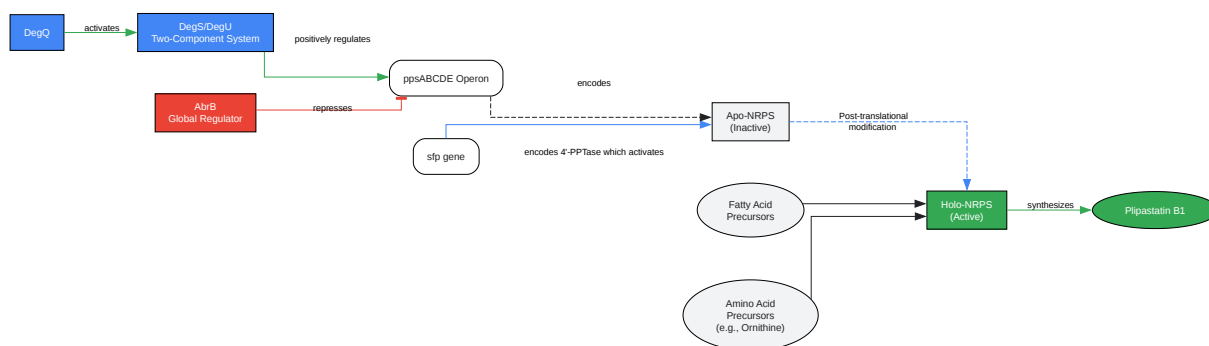 DegQ
activates
DegS/DegU
Two-Component System
positively regulates
ppsABCDE Operon
AbrB
Global Regulator
represses
encodes
sfp gene
encodes 4'-PPTase which activates
Apo-NRPS
(Inactive)
Post-translational
modification
Fatty Acid
Precursors
Holo-NRPS
(Active)
synthesizes
Plipastatin B1
Amino Acid
Precursors
(e.g., Ornithine)